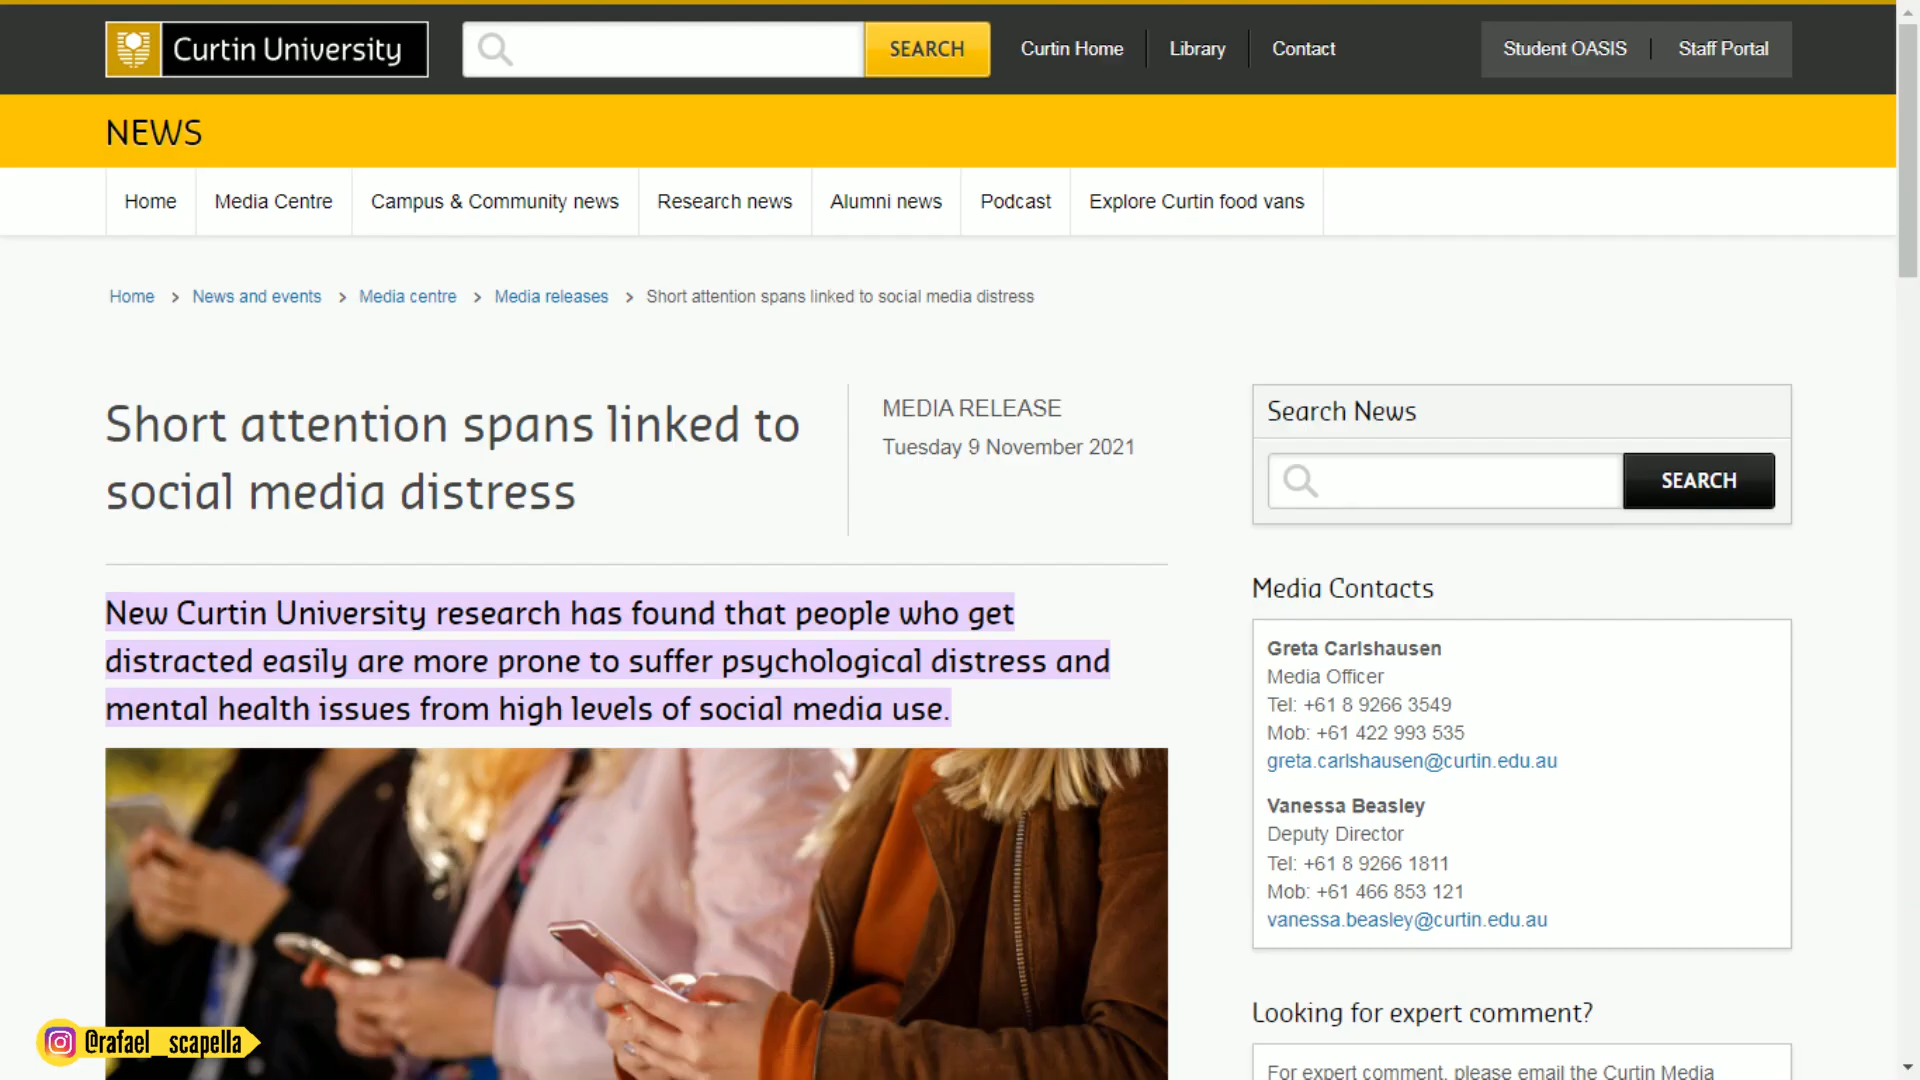 Curtin University
SEARCH
Curtin Home
Library
Contact
Student OASIS
Staff Portal
NEWS
Home
Media Centre
Campus & Community news
Research news
Alumni news
Podcast
Explore Curtin food vans
Home > News and events > Media centre > Media releases > Short attention spans linked to social media distress
Short attention spans linked to
social media distress
MEDIA RELEASE
Tuesday 9 November 2021
New Curtin University research has found that people who get
distracted easily are more prone to suffer psychological distress and
mental health issues from high levels of social media use.
Search News
SEARCH
Media Contacts
Greta Carlshausen
Media Officer
Tel: +61 8 9266 3549
Mob: +61 422 993 535
greta.carlshausen@curtin.edu.au
Vanessa Beasley
Deputy Director
Tel: +61 8 9266 1811
Mob: +61 466 853 121
vanessa.beasley@curtin.edu.au
Looking for expert comment?
For expert comment, please email the Curtin Media
@rafael_scapella